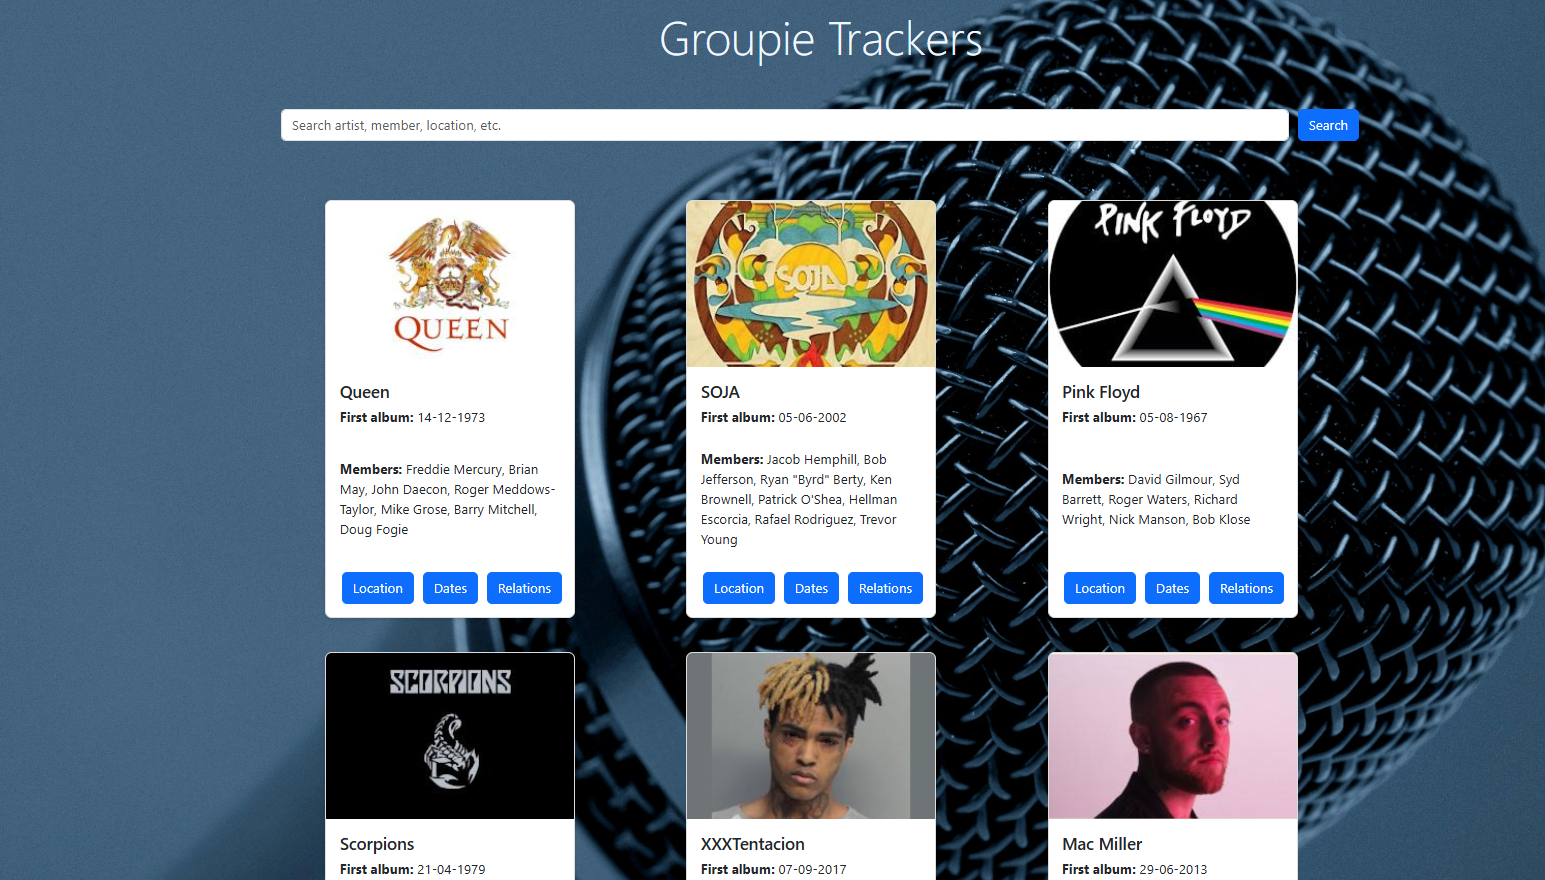 Groupie Trackers
Search artist, member, location, etc.
Search
QUEEN
Queen
First album: 14-12-1973
Members: Freddie Mercury, Brian
May, John Daecon, Roger Meddows-
Taylor, Mike Grose, Barry Mitchell,
Doug Fogie
Location
Dates
Relations
SOJA
SOJA
First album: 05-06-2002
Members: Jacob Hemphill, Bob
Jefferson, Ryan "Byrd" Berty, Ken
Brownell, Patrick O'Shea, Hellman
Escorcia, Rafael Rodriguez, Trevor
Young
Location
Dates
Relations
PINK FLOYD
Pink Floyd
First album: 05-08-1967
Members: David Gilmour, Syd
Barrett, Roger Waters, Richard
Wright, Nick Manson, Bob Klose
Location
Dates
Relations
SCORPIONS
Scorpions
First album: 21-04-1979
XXXTentacion
First album: 07-09-2017
Mac Miller
First album: 29-06-2013